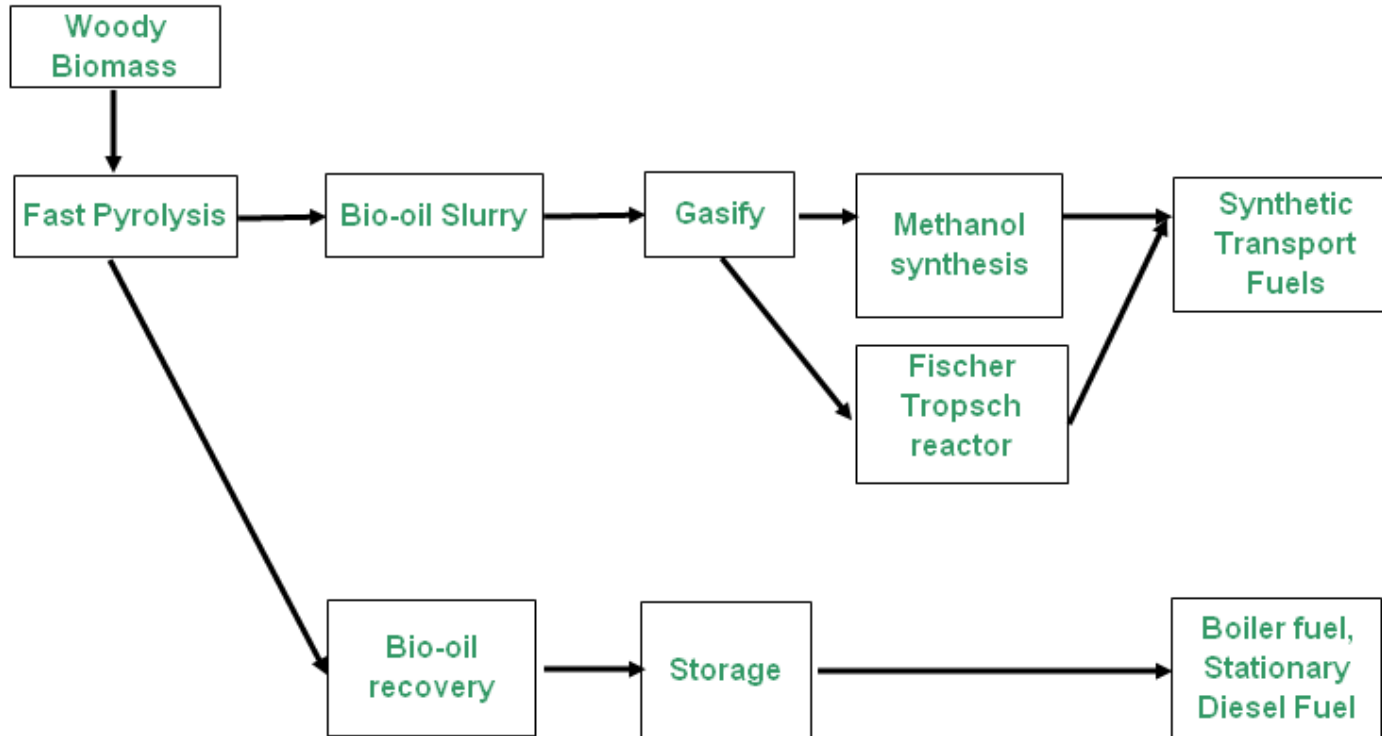 Woody
Biomass
Fast Pyrolysis
Bio-oil Slurry
Gasify
Methanol
synthesis
Synthetic
Transport
Fuels
Fischer
Tropsch
reactor
Bio-oil
recovery
Storage
Boiler fuel,
Stationary
Diesel Fuel